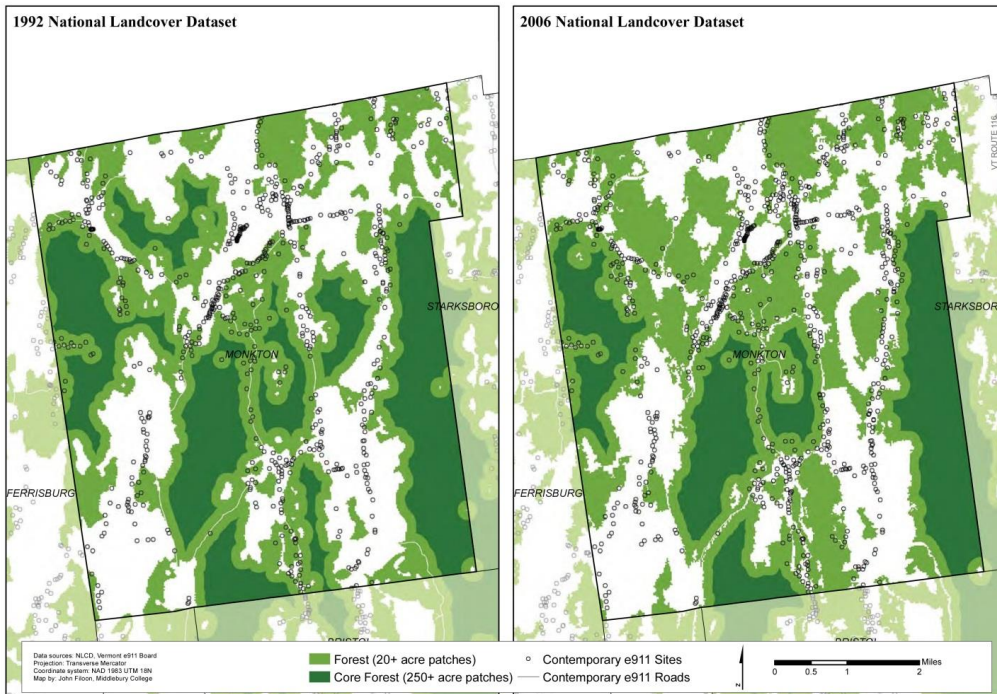 1992 National Landcover Dataset
2006 National Landcover Dataset
VT ROUTE 116
STARKSBORO
STARKSBORO
MONKTON
MONKTON
FERRISBURG
FERRISBURG
BRISTOL
BRISTOL
Data sources: NLCD, Vermont e911 Board
Projection: Transverse Mercator
Coordinate system: NAD 1983 UTM 18N
Map by: John Filoon, Middlebury College
Forest (20+ acre patches)
Core Forest (250+ acre patches)
Contemporary e911 Sites
Contemporary e911 Roads
N
Miles
0 0.5 1 2